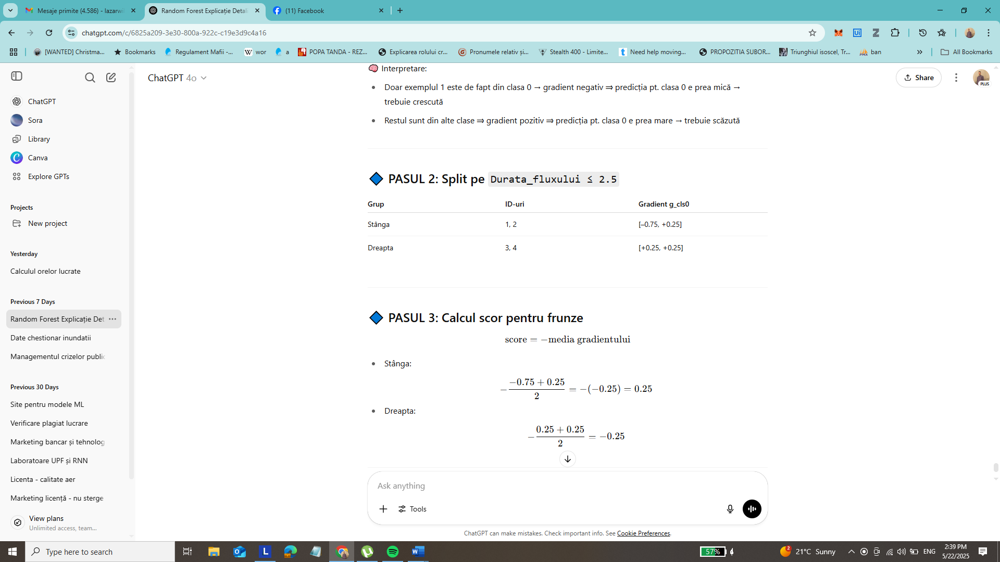 Mesaje primite (4.586) - lazarwi
Random Forest Explicație Detali
(11) Facebook
chatgpt.com/c/6825a209-3e30-800a-922c-c19e3d9c4a16
[WANTED] Christma...
Bookmarks
Regulament Mafii -...
wor
a
POPA TANDA - REZ...
Explicarea rolului cr...
Pronumele relativ și...
Stealth 400 - Limite...
Need help moving...
PROPOZITIA SUBOR...
Triunghiul isoscel, Tr...
ban
All Bookmarks
ChatGPT
Sora
Library
Canva
Explore GPTs
Projects
New project
Yesterday
Calculul orelor lucrate
Previous 7 Days
Random Forest Explicație Det
Date chestionar inundatii
Managementul crizelor public
Previous 30 Days
Site pentru modele ML
Verificare plagiat lucrare
Marketing bancar și tehnolog
Laboratoare UPF și RNN
Licenta - calitate aer
Marketing licență - nu sterge
View plans
Unlimited access, team...
ChatGPT 4o
Share
PLUS
🧠 Interpretare:
• Doar exemplul 1 este de fapt din clasa 0 → gradient negativ ⇒ predicția pt. clasa 0 e prea mică →
trebuie crescută
• Restul sunt din alte clase ⇒ gradient pozitiv ⇒ predicția pt. clasa 0 e prea mare → trebuie scăzută
🔷 PASUL 2: Split pe Durata_fluxului ≤ 2.5
Grup ID-uri Gradient g_cls0
Stânga 1, 2 [–0.75, +0.25]
Dreapta 3, 4 [+0.25, +0.25]
🔷 PASUL 3: Calcul scor pentru frunze
score = −media gradientului
• Stânga:
−(−0.75 + 0.25)/2 = −(−0.25) = 0.25
• Dreapta:
−(0.25 + 0.25)/2 = −0.25
Ask anything
Tools
ChatGPT can make mistakes. Check important info. See Cookie Preferences.
Type here to search
57%
2
21°C Sunny
ENG
2:39 PM
5/22/2025